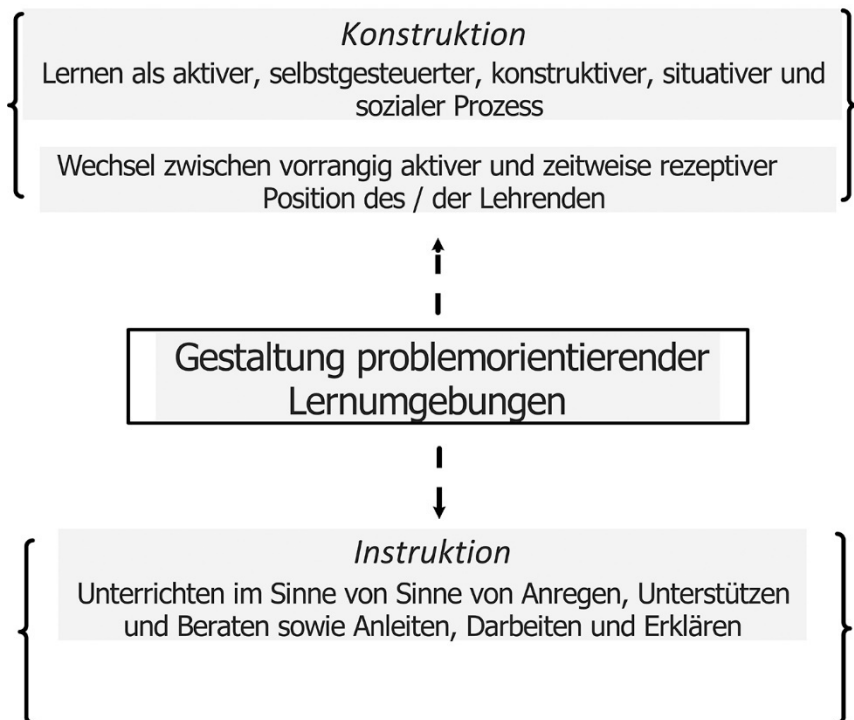 Konstruktion
Lernen als aktiver, selbstgesteuerter, konstruktiver, situativer und
sozialer Prozess
Wechsel zwischen vorrangig aktiver und zeitweise rezeptiver
Position des / der Lehrenden
Gestaltung problemorientierender
Lernumgebungen
Instruktion
Unterrichten im Sinne von Sinne von Anregen, Unterstützen
und Beraten sowie Anleiten, Darbeiten und Erklären